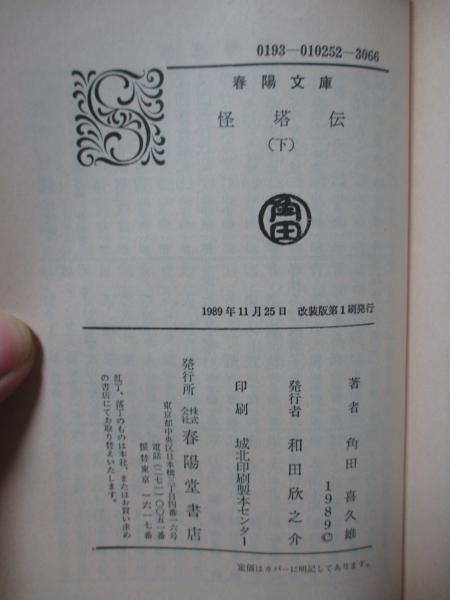 0193—010252—3066
春陽文庫
怪塔伝
(下)
角田
1989年11月25日 改装版第1刷発行
著者 角田喜久雄
1989©
発行者 和田欣之介
印刷 城北印刷製本センター
発行所 株式会社 春陽堂書店
東京都中央区日本橋三丁目四番一六号
電話(二七一)〇〇五一番
振替東京 一六一七番
乱丁、落丁のものは本社、またはお買い求め
の書店にてお取り替えいたします。
定価はカバーに明記してあります。